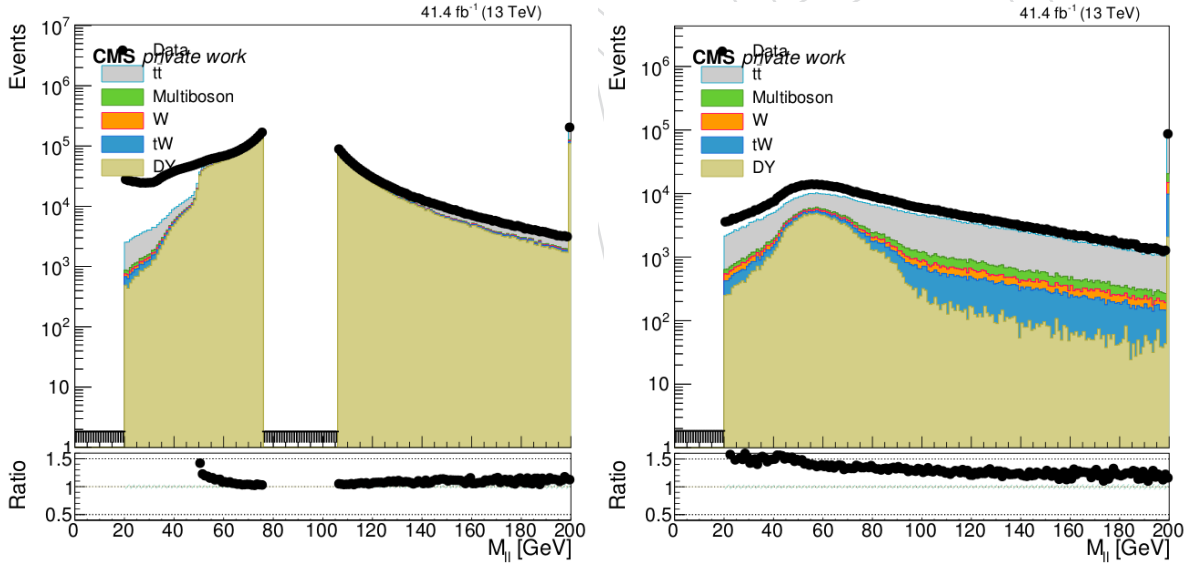 41.4 fb⁻¹ (13 TeV)
Events
10⁷
10⁶
10⁵
10⁴
10³
10²
10
1
Data
CMS private work
tt
Multiboson
W
tW
DY
Ratio
1.5
1
0.5
0 20 40 60 80 100 120 140 160 180 200
M_ll [GeV]
41.4 fb⁻¹ (13 TeV)
Events
10⁶
10⁵
10⁴
10³
10²
10
1
Data
CMS private work
tt
Multiboson
W
tW
DY
Ratio
1.5
1
0.5
0 20 40 60 80 100 120 140 160 180 200
M_ll [GeV]